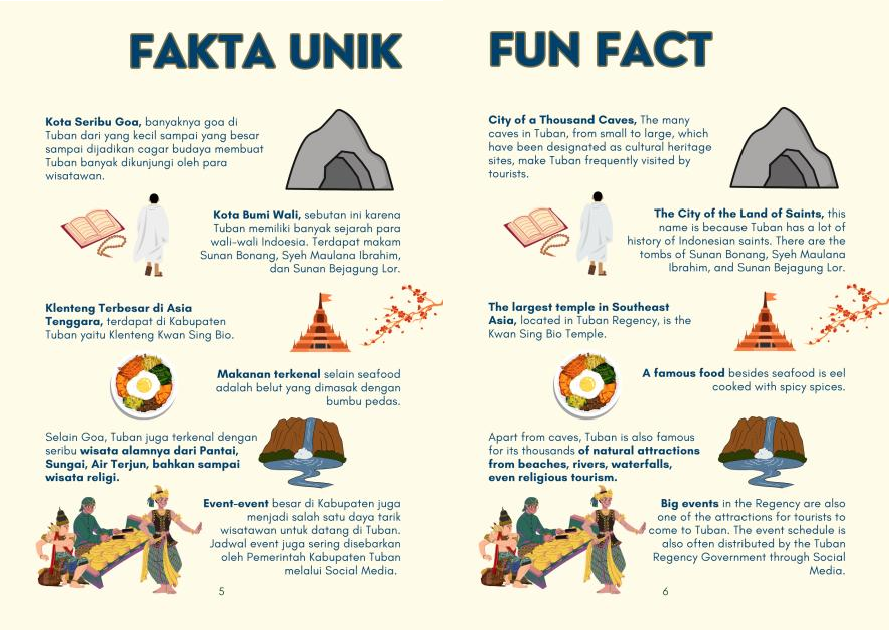 FAKTA UNIK
Kota Seribu Goa, banyaknya goa di
Tuban dari yang kecil sampai yang besar
sampai dijadikan cagar budaya membuat
Tuban banyak dikunjungi oleh para
wisatawan.
Kota Bumi Wali, sebutan ini karena
Tuban memiliki banyak sejarah para
wali-wali Indoesia. Terdapat makam
Sunan Bonang, Syeh Maulana Ibrahim,
dan Sunan Bejagung Lor.
Klenteng Terbesar di Asia
Tenggara, terdapat di Kabupaten
Tuban yaitu Klenteng Kwan Sing Bio.
Makanan terkenal selain seafood
adalah belut yang dimasak dengan
bumbu pedas.
Selain Goa, Tuban juga terkenal dengan
seribu wisata alamnya dari Pantai,
Sungai, Air Terjun, bahkan sampai
wisata religi.
Event-event besar di Kabupaten juga
menjadi salah satu daya tarik
wisatawan untuk datang di Tuban.
Jadwal event juga sering disebarkan
oleh Pemerintah Kabupaten Tuban
melalui Social Media.
5
FUN FACT
City of a Thousand Caves, The many
caves in Tuban, from small to large, which
have been designated as cultural heritage
sites, make Tuban frequently visited by
tourists.
The City of the Land of Saints, this
name is because Tuban has a lot of
history of Indonesian saints. There are the
tombs of Sunan Bonang, Syeh Maulana
Ibrahim, and Sunan Bejagung Lor.
The largest temple in Southeast
Asia, located in Tuban Regency, is the
Kwan Sing Bio Temple.
A famous food besides seafood is eel
cooked with spicy spices.
Apart from caves, Tuban is also famous
for its thousands of natural attractions
from beaches, rivers, waterfalls,
even religious tourism.
Big events in the Regency are also
one of the attractions for tourists to
come to Tuban. The event schedule is
also often distributed by the Tuban
Regency Government through Social
Media.
6